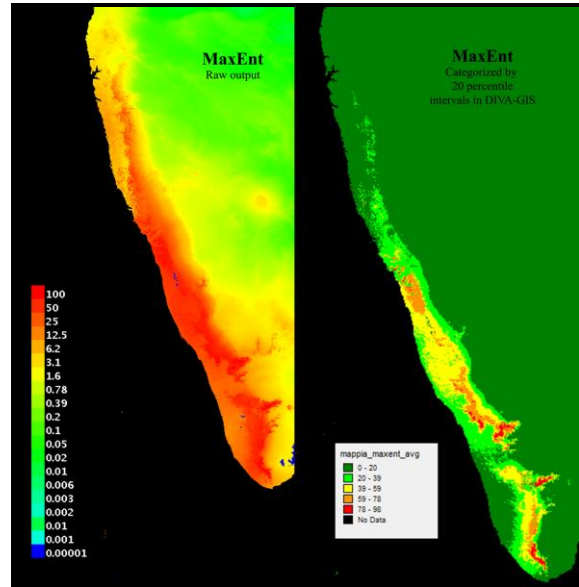 MaxEnt
Raw output
100
50
25
12.5
6.2
3.1
1.6
0.78
0.39
0.2
0.1
0.05
0.02
0.01
0.006
0.003
0.002
0.01
0.001
0.00001
MaxEnt
Categorized by
20 percentile
intervals in DIVA-GIS
mappia_maxent_avg
0 - 20
20 - 39
39 - 59
59 - 78
78 - 98
No Data